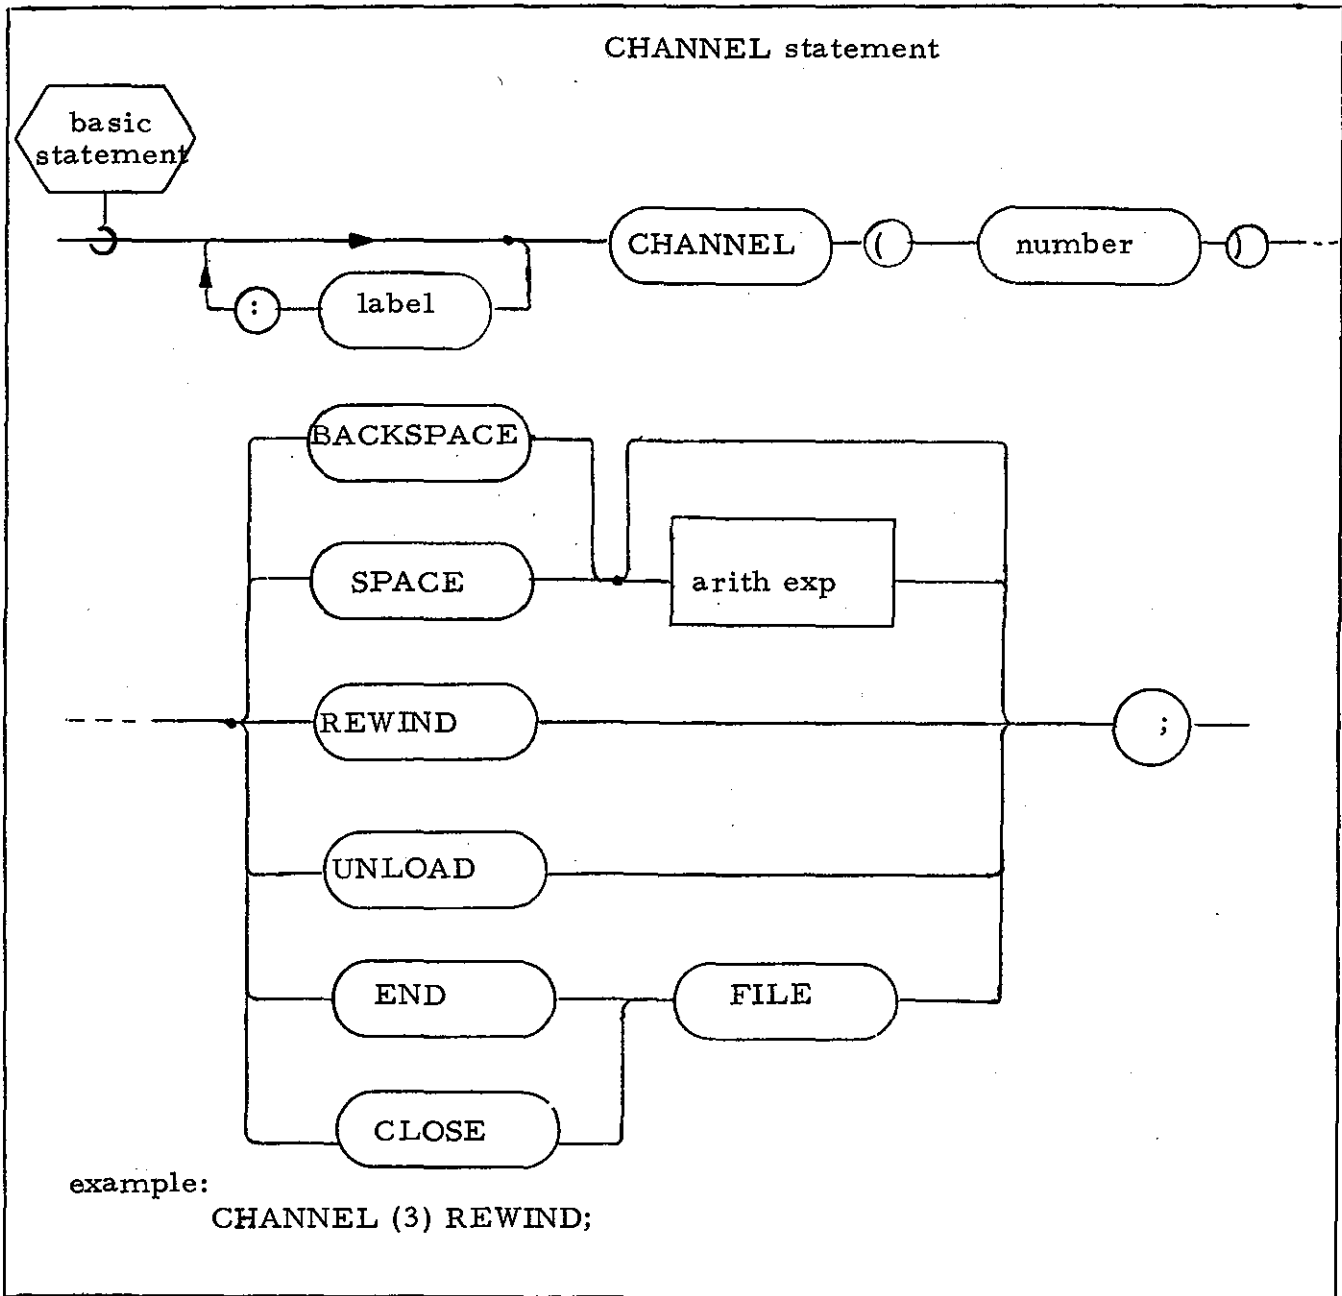 CHANNEL statement
basic
statement
CHANNEL
(
number
)
:
label
BACKSPACE
SPACE
arith exp
REWIND
;
UNLOAD
END
FILE
CLOSE
example:
CHANNEL (3) REWIND;